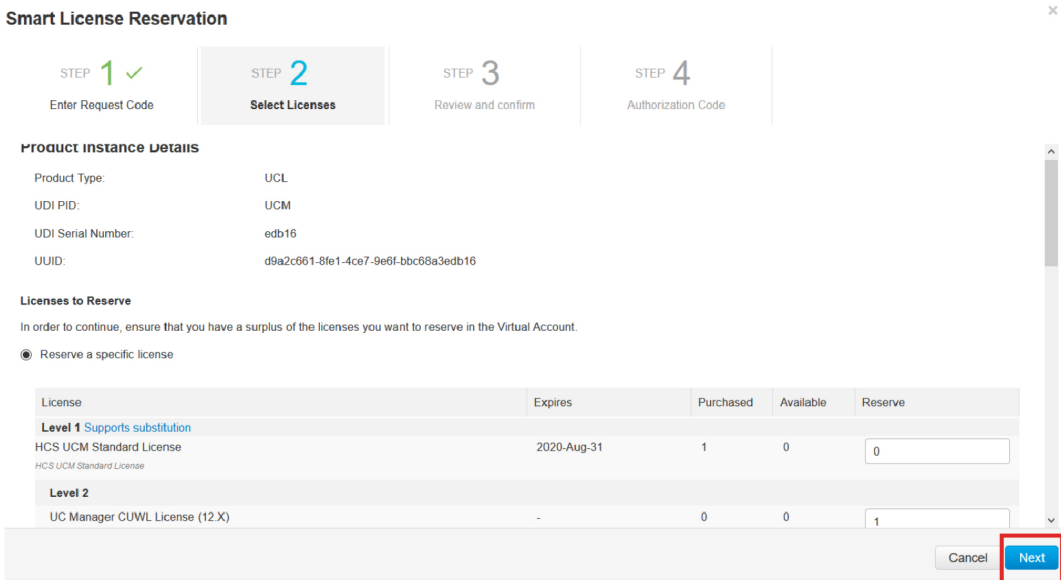 Smart License Reservation
×
STEP 1 ✓ STEP 2 STEP 3 STEP 4
Enter Request Code Select Licenses Review and confirm Authorization Code
Product Instance Details
Product Type: UCL
UDI PID: UCM
UDI Serial Number: edb16
UUID: d9a2c661-8fe1-4ce7-9e6f-bbc68a3edb16
Licenses to Reserve
In order to continue, ensure that you have a surplus of the licenses you want to reserve in the Virtual Account.
Reserve a specific license
License Expires Purchased Available Reserve
Level 1 Supports substitution
HCS UCM Standard License 2020-Aug-31 1 0 0
HCS UCM Standard License
Level 2
UC Manager CUWL License (12.X) - 0 0 1
Cancel Next